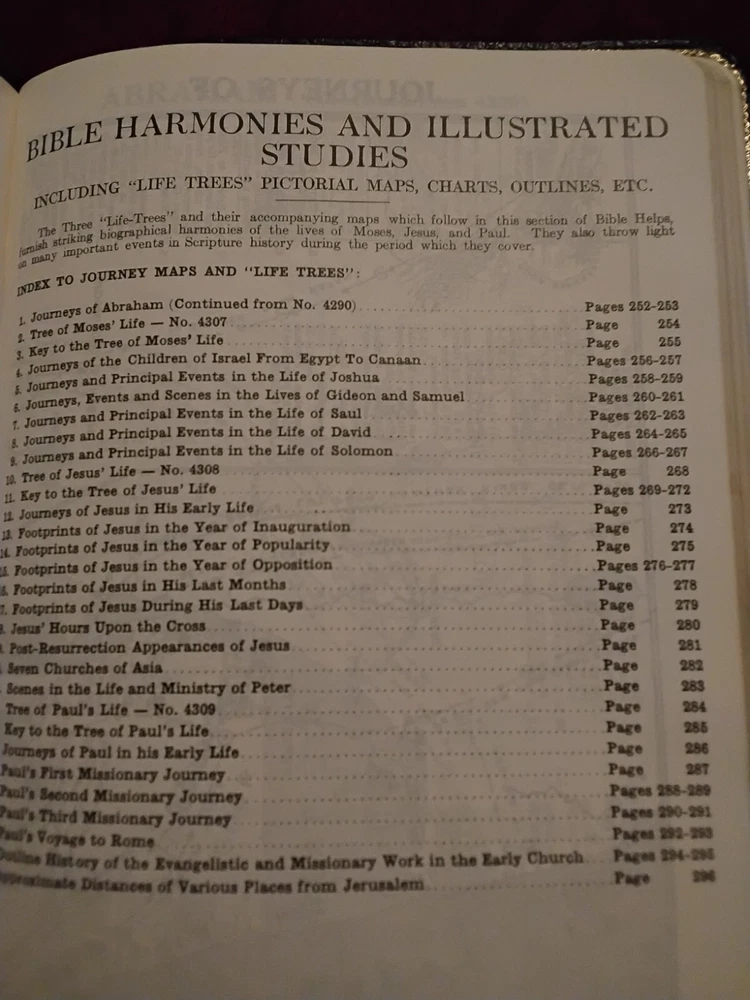 BIBLE HARMONIES AND ILLUSTRATED
STUDIES
INCLUDING “LIFE TREES” PICTORIAL MAPS, CHARTS, OUTLINES, ETC.
The Three “Life-Trees” and their accompanying maps which follow in this section of Bible Helps,
furnish striking biographical harmonies of the lives of Moses, Jesus, and Paul. They also throw light
on many important events in Scripture history during the period which they cover.
INDEX TO JOURNEY MAPS AND “LIFE TREES”:
1. Journeys of Abraham (Continued from No. 4290) Pages 252-253
2. Tree of Moses' Life — No. 4307 Page 254
3. Key to the Tree of Moses' Life Page 255
4. Journeys of the Children of Israel From Egypt To Canaan Pages 256-257
5. Journeys and Principal Events in the Life of Joshua Pages 258-259
6. Journeys, Events and Scenes in the Lives of Gideon and Samuel Pages 260-261
7. Journeys and Principal Events in the Life of Saul Pages 262-263
8. Journeys and Principal Events in the Life of David Pages 264-265
9. Journeys and Principal Events in the Life of Solomon Pages 266-267
10. Tree of Jesus' Life — No. 4308 Page 268
11. Key to the Tree of Jesus' Life Pages 269-272
12. Journeys of Jesus in His Early Life Page 273
13. Footprints of Jesus in the Year of Inauguration Page 274
14. Footprints of Jesus in the Year of Popularity Page 275
5. Footprints of Jesus in the Year of Opposition Pages 276-277
6. Footprints of Jesus in His Last Months Page 278
7. Footprints of Jesus During His Last Days Page 279
Jesus' Hours Upon the Cross Page 280
Post-Resurrection Appearances of Jesus Page 281
Seven Churches of Asia Page 282
Scenes in the Life and Ministry of Peter Page 283
Tree of Paul's Life — No. 4309 Page 284
Key to the Tree of Paul's Life Page 285
Journeys of Paul in his Early Life Page 286
Paul's First Missionary Journey Page 287
Paul's Second Missionary Journey Pages 288-289
Paul's Third Missionary Journey Pages 290-291
Paul's Voyage to Rome Pages 292-293
Outline History of the Evangelistic and Missionary Work in the Early Church Pages 294-295
Approximate Distances of Various Places from Jerusalem Page 296